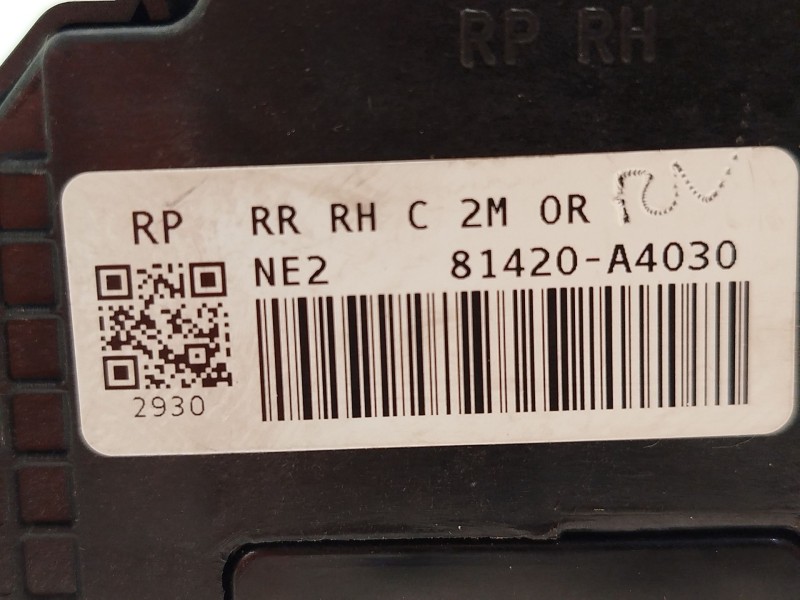 RP RH
RP RR RH C 2M OR
NE2 81420-A4030
2930